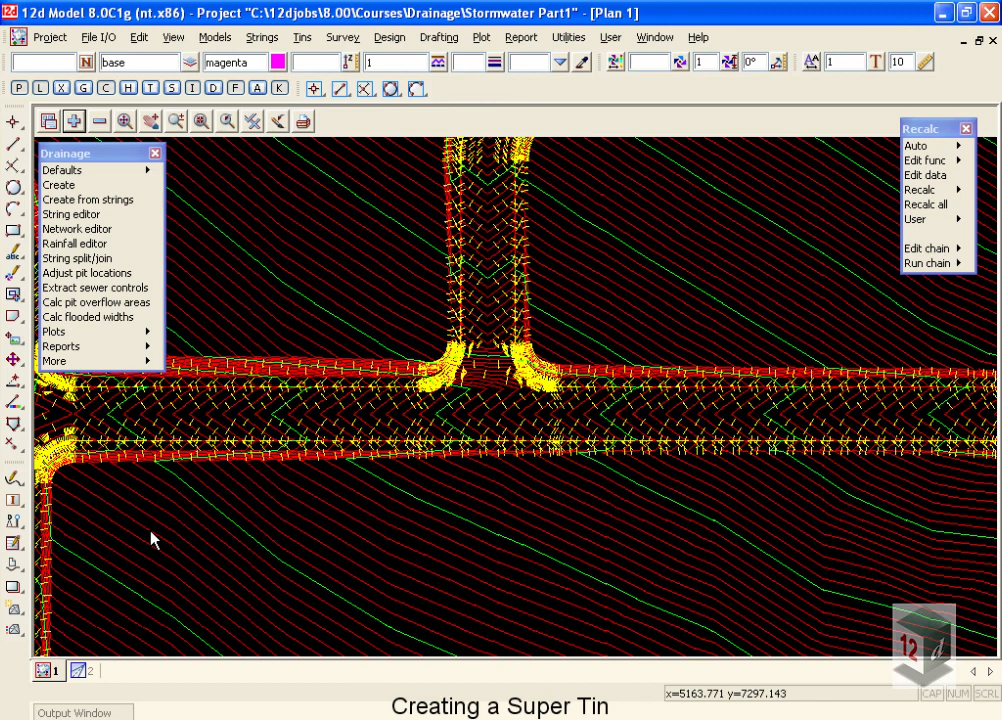 12d Model 8.0C1g (nt.x86) - Project "C:\12djobs\8.00\Courses\Drainage\Stormwater Part1" - [Plan 1]
Project File I/O Edit View Models Strings Tins Survey Design Drafting Plot Report Utilities User Window Help
N base magenta 1 1 0° 1 T 10
P L X G C H T S I D F A K
Drainage
Defaults
Create
Create from strings
String editor
Network editor
Rainfall editor
String split/join
Adjust pit locations
Extract sewer controls
Calc pit overflow areas
Calc flooded widths
Plots
Reports
More
Recalc
Auto
Edit func
Edit data
Recalc
Recalc all
User
Edit chain
Run chain
abc
12 d
1 2
x=5163.771 y=7297.143 CAP NUM SCRL
Creating a Super Tin
Output Window